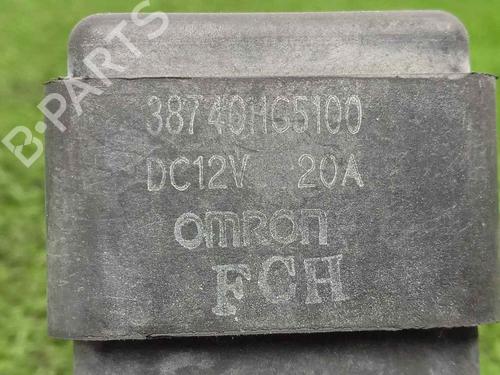 B-PARTS
38740HG5100
DC12V 20A
omron
FCH